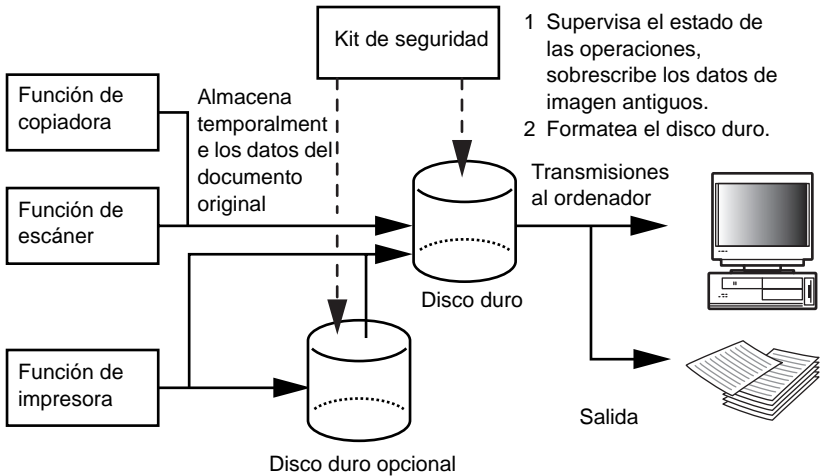 Kit de seguridad
1 Supervisa el estado de
las operaciones,
sobrescribe los datos de
imagen antiguos.
2 Formatea el disco duro.
Función de
copiadora
Almacena
temporalment
e los datos del
documento
original
Función de
escáner
Transmisiones
al ordenador
Disco duro
Función de
impresora
Salida
Disco duro opcional